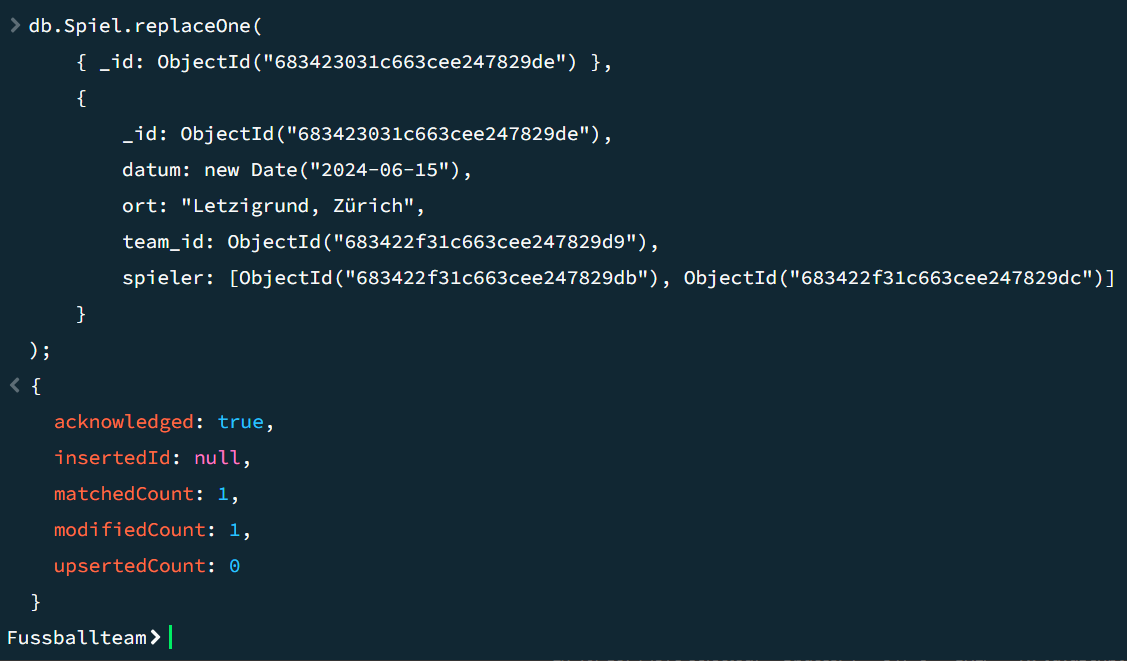 > db.Spiel.replaceOne(
{ _id: ObjectId("683423031c663cee247829de") },
{
_id: ObjectId("683423031c663cee247829de"),
datum: new Date("2024-06-15"),
ort: "Letzigrund, Zürich",
team_id: ObjectId("683422f31c663cee247829d9"),
spieler: [ObjectId("683422f31c663cee247829db"), ObjectId("683422f31c663cee247829dc")]
}
);
< {
acknowledged: true,
insertedId: null,
matchedCount: 1,
modifiedCount: 1,
upsertedCount: 0
}
Fussballteam>